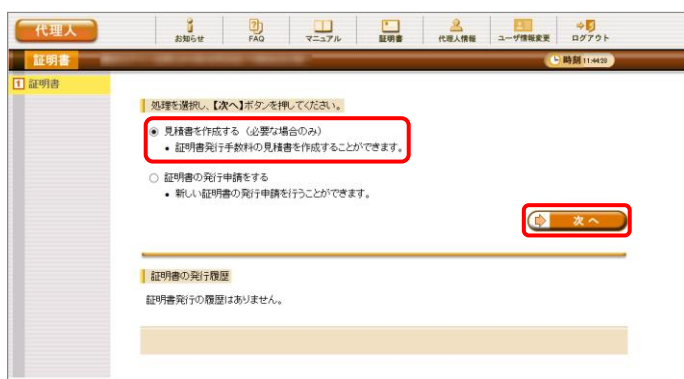 代理人
お知らせ
FAQ
マニュアル
証明書
代理人情報
ユーザ情報変更
ログアウト
証明書
時刻 11:44:28
1 証明書
処理を選択し、【次へ】ボタンを押してください。
見積書を作成する（必要な場合のみ）
• 証明書発行手数料の見積書を作成することができます。
証明書の発行申請をする
• 新しい証明書の発行申請を行うことができます。
次へ
証明書の発行履歴
証明書発行の履歴はありません。